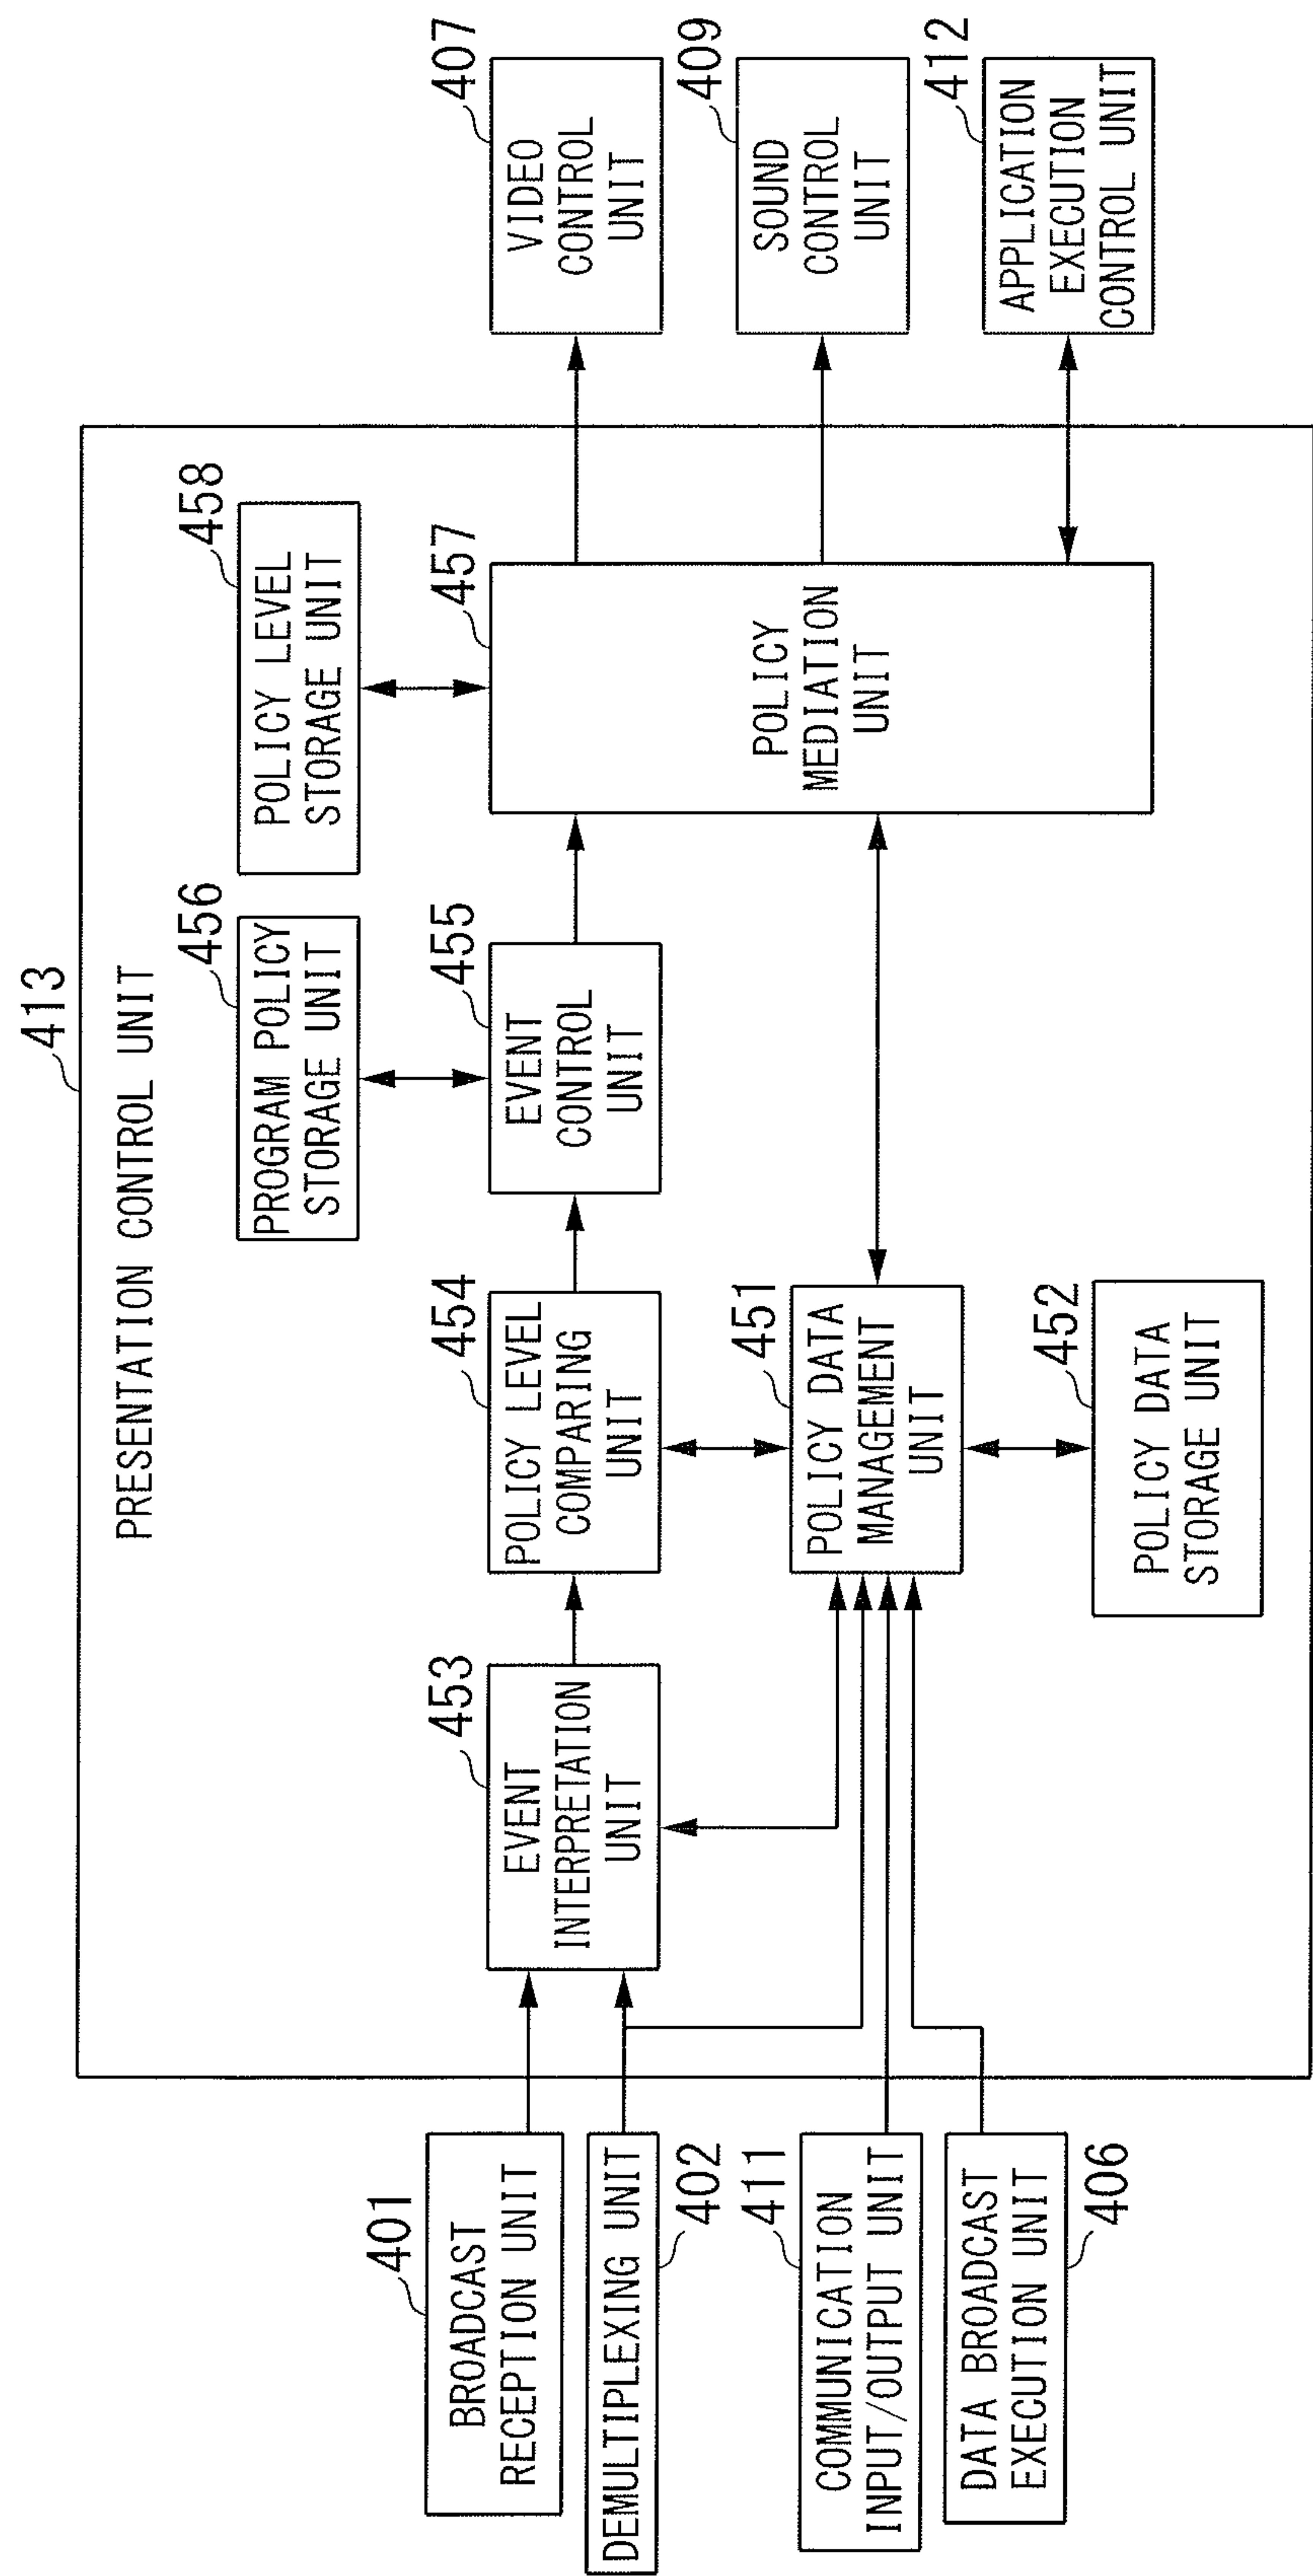 413
PRESENTATION CONTROL UNIT
401
BROADCAST
RECEPTION UNIT
DEMULTIPLEXING UNIT
402
411
COMMUNICATION
INPUT/OUTPUT UNIT
DATA BROADCAST
EXECUTION UNIT
406
453
EVENT
INTERPRETATION
UNIT
454
POLICY LEVEL
COMPARING
UNIT
451
POLICY DATA
MANAGEMENT
UNIT
452
POLICY DATA
STORAGE UNIT
456
PROGRAM POLICY
STORAGE UNIT
455
EVENT
CONTROL
UNIT
458
POLICY LEVEL
STORAGE UNIT
457
POLICY
MEDIATION
UNIT
407
VIDEO
CONTROL
UNIT
409
SOUND
CONTROL
UNIT
412
APPLICATION
EXECUTION
CONTROL UNIT